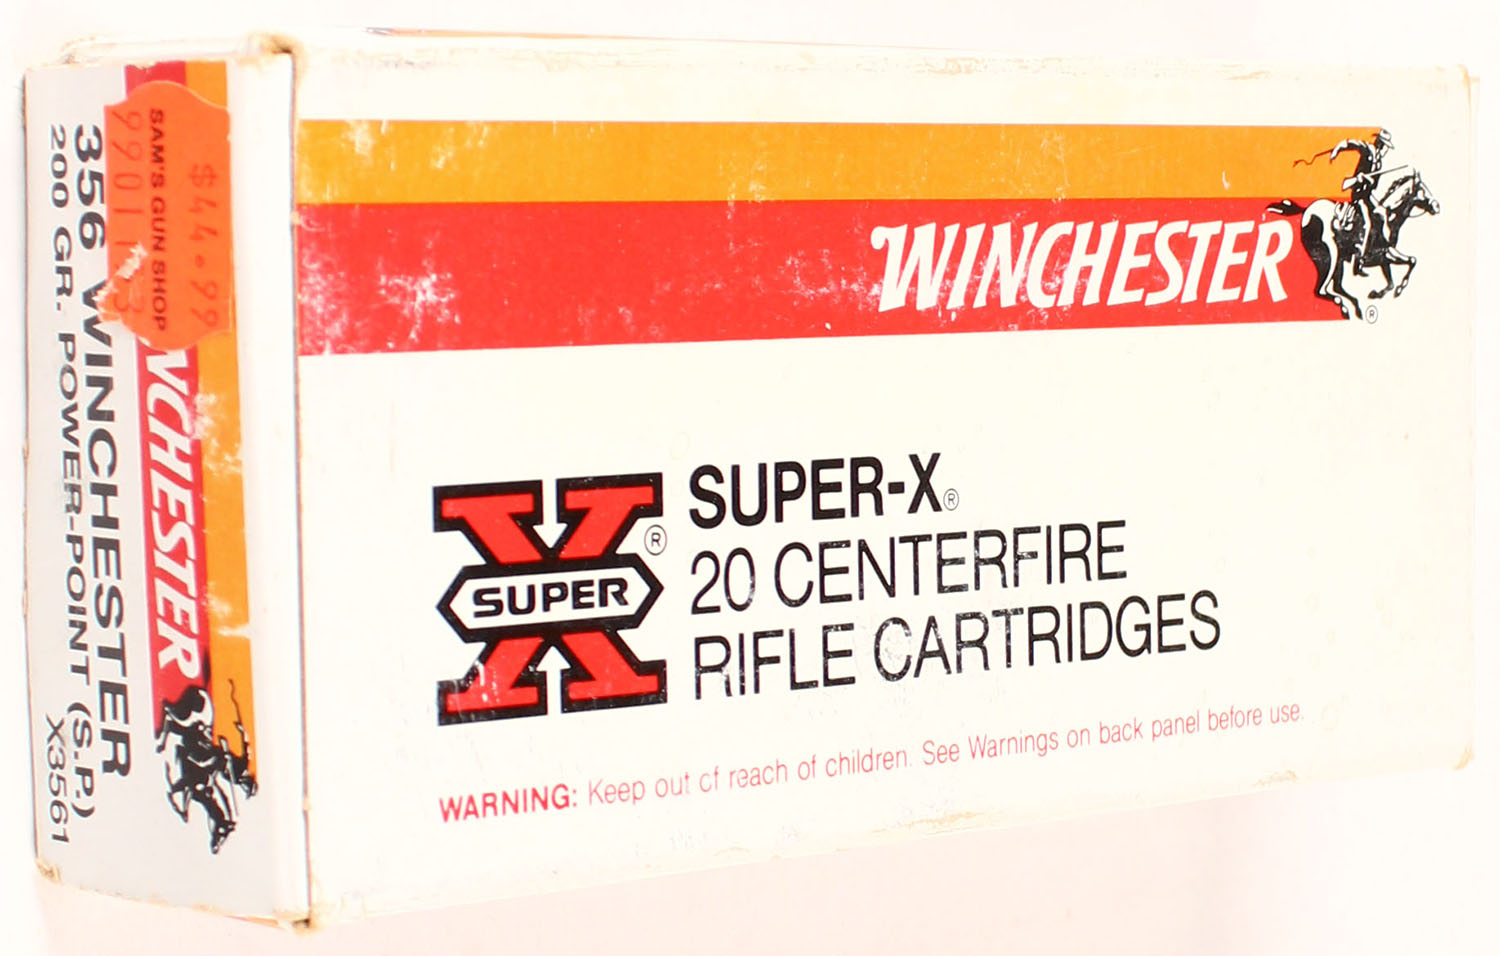 WINCHESTER
®
SUPER
®
SUPER-X®
20 CENTERFIRE
RIFLE CARTRIDGES
WARNING: Keep out of reach of children. See Warnings on back panel before use.
$44.99
SAM'S GUN SHOP
NCHESTER
356 WINCHESTER
200 GR. POWER-POINT (S.P.)
X3561